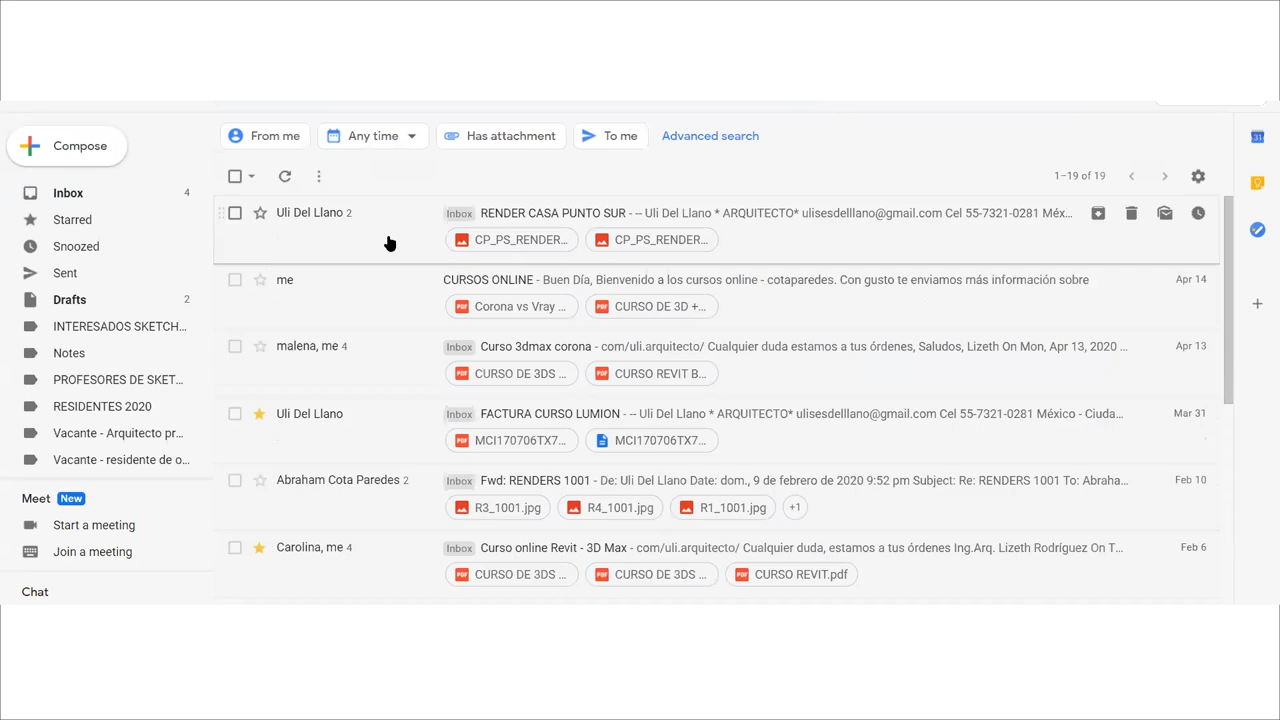 Compose
Inbox 4
Starred
Snoozed
Sent
Drafts 2
INTERESADOS SKETCH...
Notes
PROFESORES DE SKET...
RESIDENTES 2020
Vacante - Arquitecto pr...
Vacante - residente de o...
Meet New
Start a meeting
Join a meeting
Chat
From me Any time Has attachment To me Advanced search
1–19 of 19
Uli Del Llano 2 Inbox RENDER CASA PUNTO SUR - -- Uli Del Llano * ARQUITECTO* ulisesdelllano@gmail.com Cel 55-7321-0281 Méx...
CP_PS_RENDER... CP_PS_RENDER...
me CURSOS ONLINE - Buen Día, Bienvenido a los cursos online - cotaparedes. Con gusto te enviamos más información sobre Apr 14
PDF Corona vs Vray ... PDF CURSO DE 3D +...
malena, me 4 Inbox Curso 3dmax corona - com/uli.arquitecto/ Cualquier duda estamos a tus órdenes, Saludos, Lizeth On Mon, Apr 13, 2020 ... Apr 13
PDF CURSO DE 3DS ... PDF CURSO REVIT B...
Uli Del Llano Inbox FACTURA CURSO LUMION - -- Uli Del Llano * ARQUITECTO* ulisesdelllano@gmail.com Cel 55-7321-0281 México - Ciuda... Mar 31
PDF MCI170706TX7... MCI170706TX7...
Abraham Cota Paredes 2 Inbox Fwd: RENDERS 1001 - De: Uli Del Llano Date: dom., 9 de febrero de 2020 9:52 pm Subject: Re: RENDERS 1001 To: Abraha... Feb 10
R3_1001.jpg R4_1001.jpg R1_1001.jpg +1
Carolina, me 4 Inbox Curso online Revit - 3D Max - com/uli.arquitecto/ Cualquier duda, estamos a tus órdenes Ing.Arq. Lizeth Rodríguez On T... Feb 6
PDF CURSO DE 3DS ... PDF CURSO DE 3DS ... PDF CURSO REVIT.pdf
31